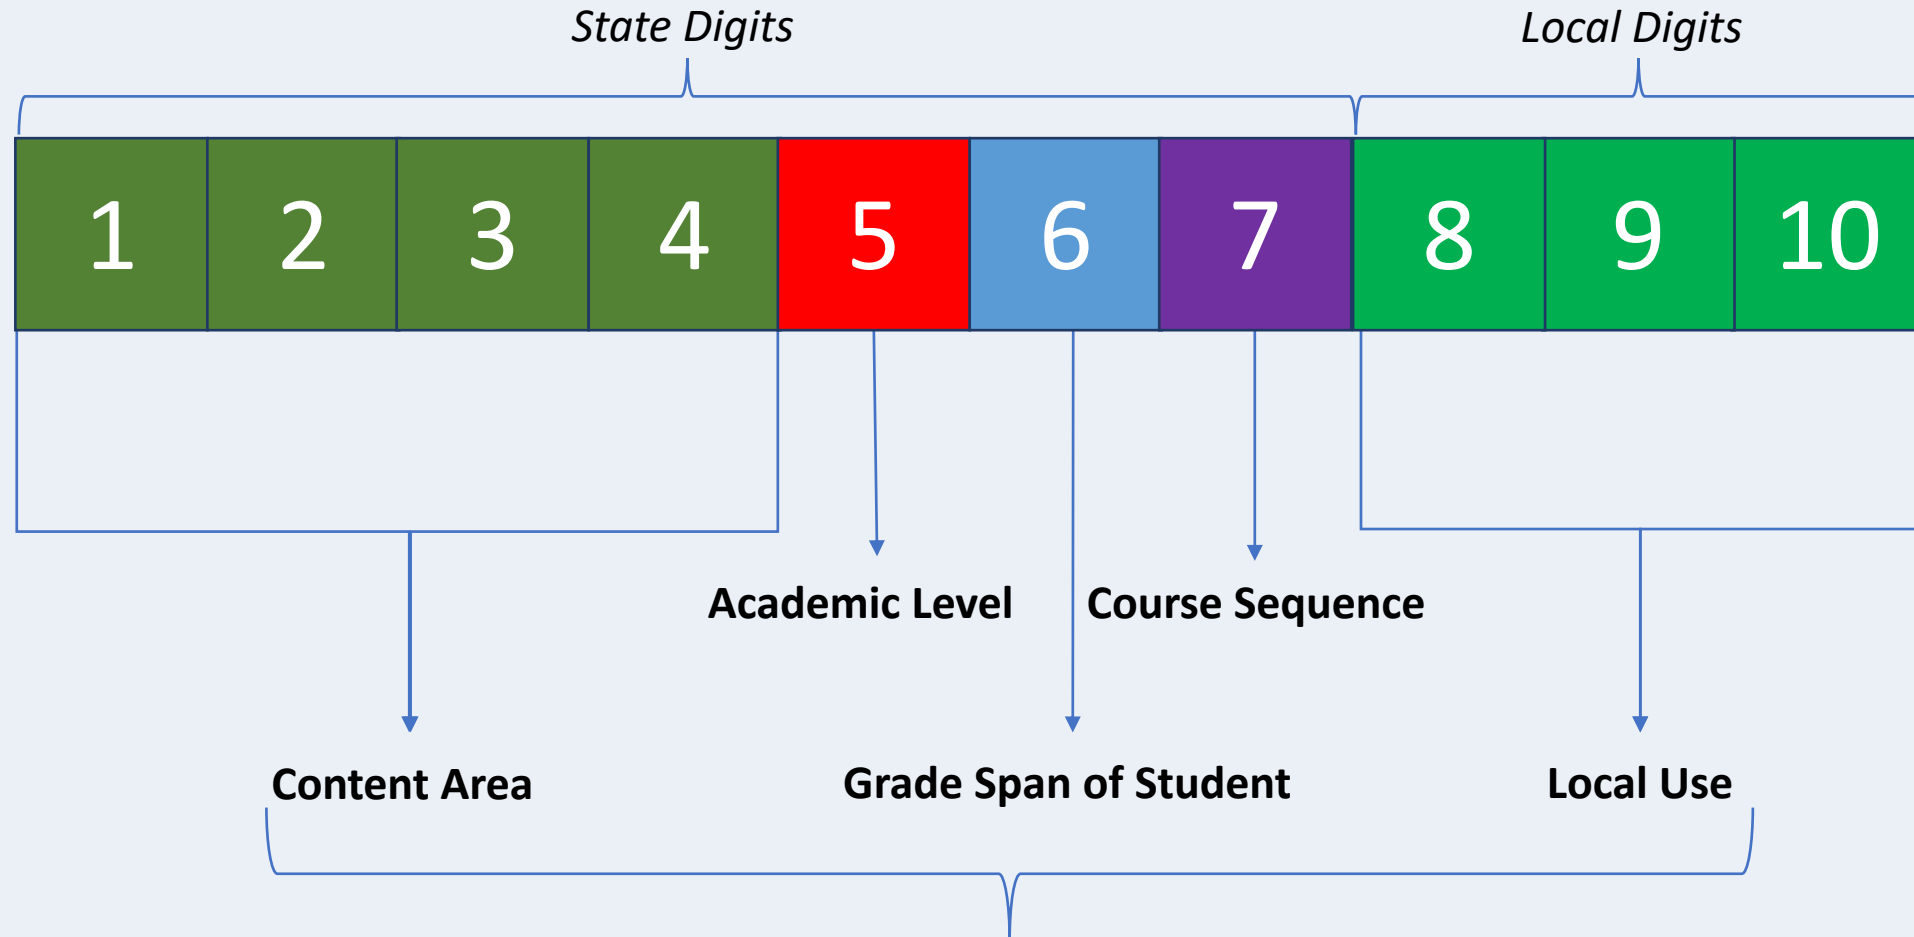 State Digits Local Digits
1 2 3 4 5 6 7 8 9 10
Academic Level Course Sequence
Content Area Grade Span of Student Local Use